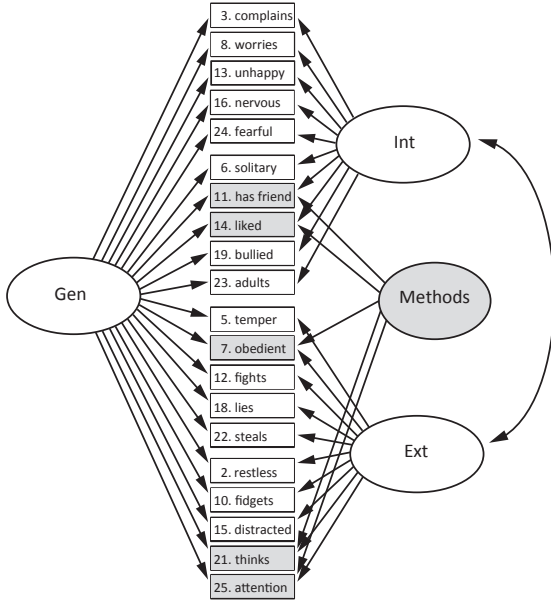 3. complains
8. worries
13. unhappy
16. nervous
24. fearful
6. solitary
11. has friend
14. liked
19. bullied
23. adults
5. temper
7. obedient
12. fights
18. lies
22. steals
2. restless
10. fidgets
15. distracted
21. thinks
25. attention
Gen
Int
Methods
Ext